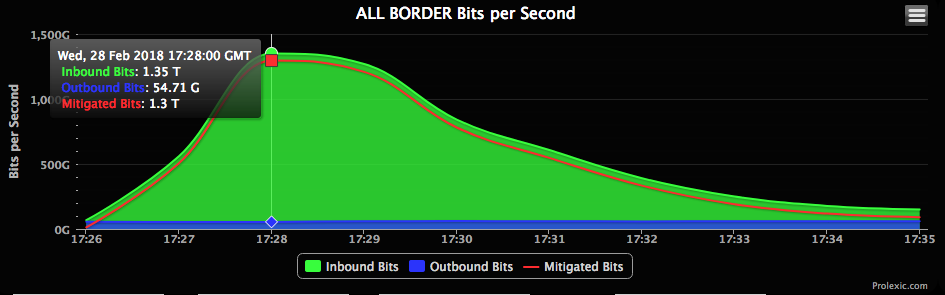 ALL BORDER Bits per Second
1,500G
Wed, 28 Feb 2018 17:28:00 GMT
Inbound Bits: 1.35 T
Outbound Bits: 54.71 G
Mitigated Bits: 1.3 T
1,000G
500G
0G
Bits per Second
17:26 17:27 17:28 17:29 17:30 17:31 17:32 17:33 17:34 17:35
Inbound Bits Outbound Bits Mitigated Bits
Prolexic.com